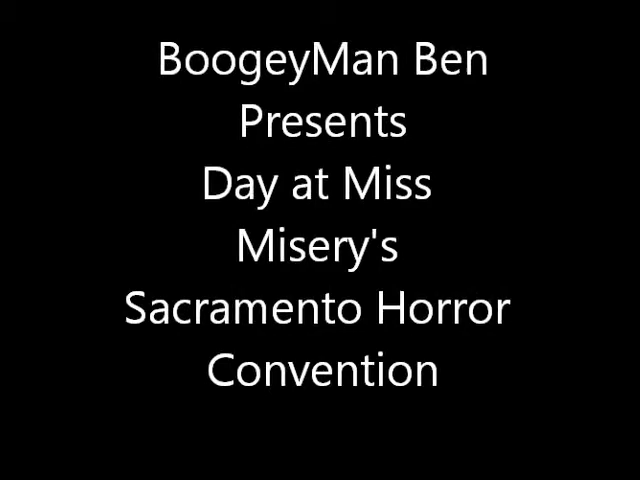 BoogeyMan Ben
Presents
Day at Miss
Misery's
Sacramento Horror
Convention